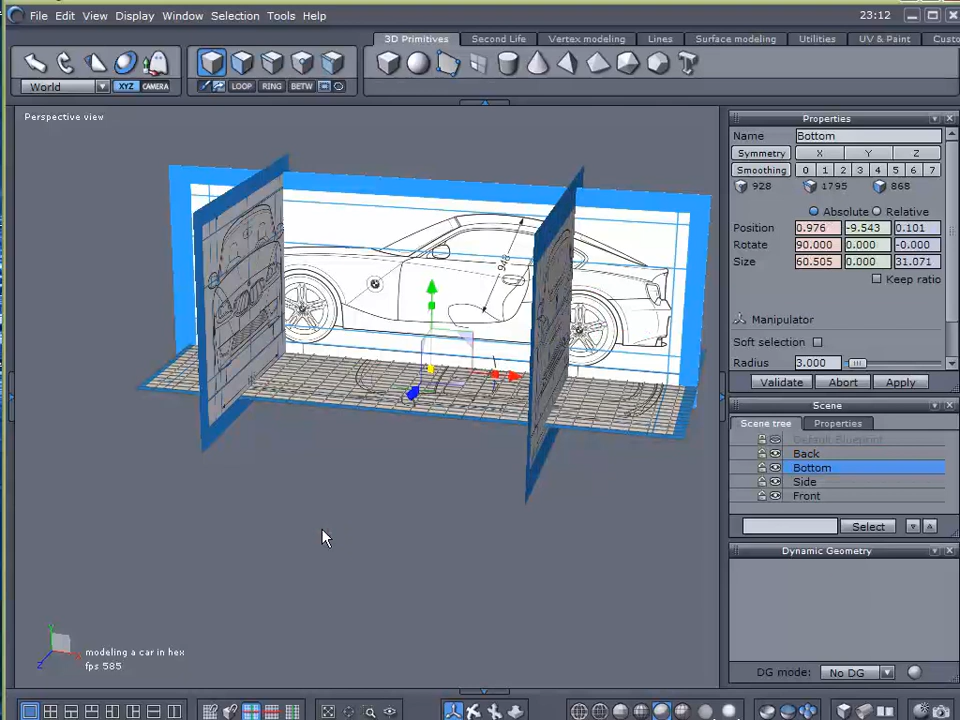 File Edit View Display Window Selection Tools Help 23:12
3D Primitives Second Life Vertex modeling Lines Surface modeling Utilities UV & Paint
World XYZ CAMERA LOOP RING BETW
Perspective view
948
modeling a car in hex
fps 585
Properties
Name Bottom
Symmetry X Y Z
Smoothing 0 1 2 3 4 5 6 7
928 1795 868
Absolute Relative
Position 0.976 -9.543 0.101
Rotate 90.000 0.000 -0.000
Size 60.505 0.000 31.071
Keep ratio
Manipulator
Soft selection
Radius 3.000
Validate Abort Apply
Scene
Scene tree Properties
Default Blueprint
Back
Bottom
Side
Front
Select
Dynamic Geometry
DG mode: No DG